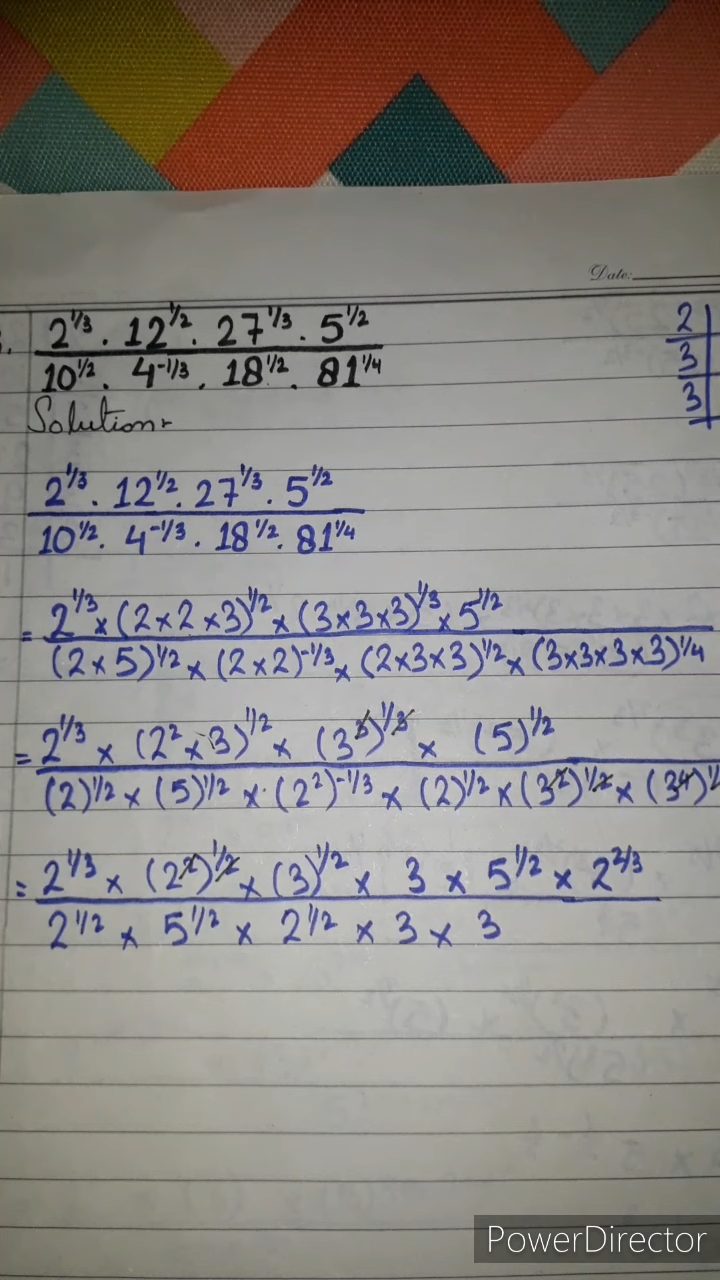 Date:
2^1/3 . 12^1/2 . 27^1/3 . 5^1/2
10^1/2 . 4^-1/3 . 18^1/2 . 81^1/4
2
3
3
Solution:-
2^1/3 . 12^1/2 . 27^1/3 . 5^1/2
10^1/2 . 4^-1/3 . 18^1/2 . 81^1/4
= 2^1/3 × (2×2×3)^1/2 × (3×3×3)^1/3 × 5^1/2
(2×5)^1/2 × (2×2)^-1/3 × (2×3×3)^1/2 × (3×3×3×3)^1/4
= 2^1/3 × (2^2 × 3)^1/2 × (3^3)^1/3 × (5)^1/2
(2)^1/2 × (5)^1/2 × (2^2)^-1/3 × (2)^1/2 × (3^2)^1/2 × (3^4)
= 2^1/3 × (2^2)^1/2 × (3)^1/2 × 3 × 5^1/2 × 2^2/3
2^1/2 × 5^1/2 × 2^1/2 × 3 × 3
PowerDirector